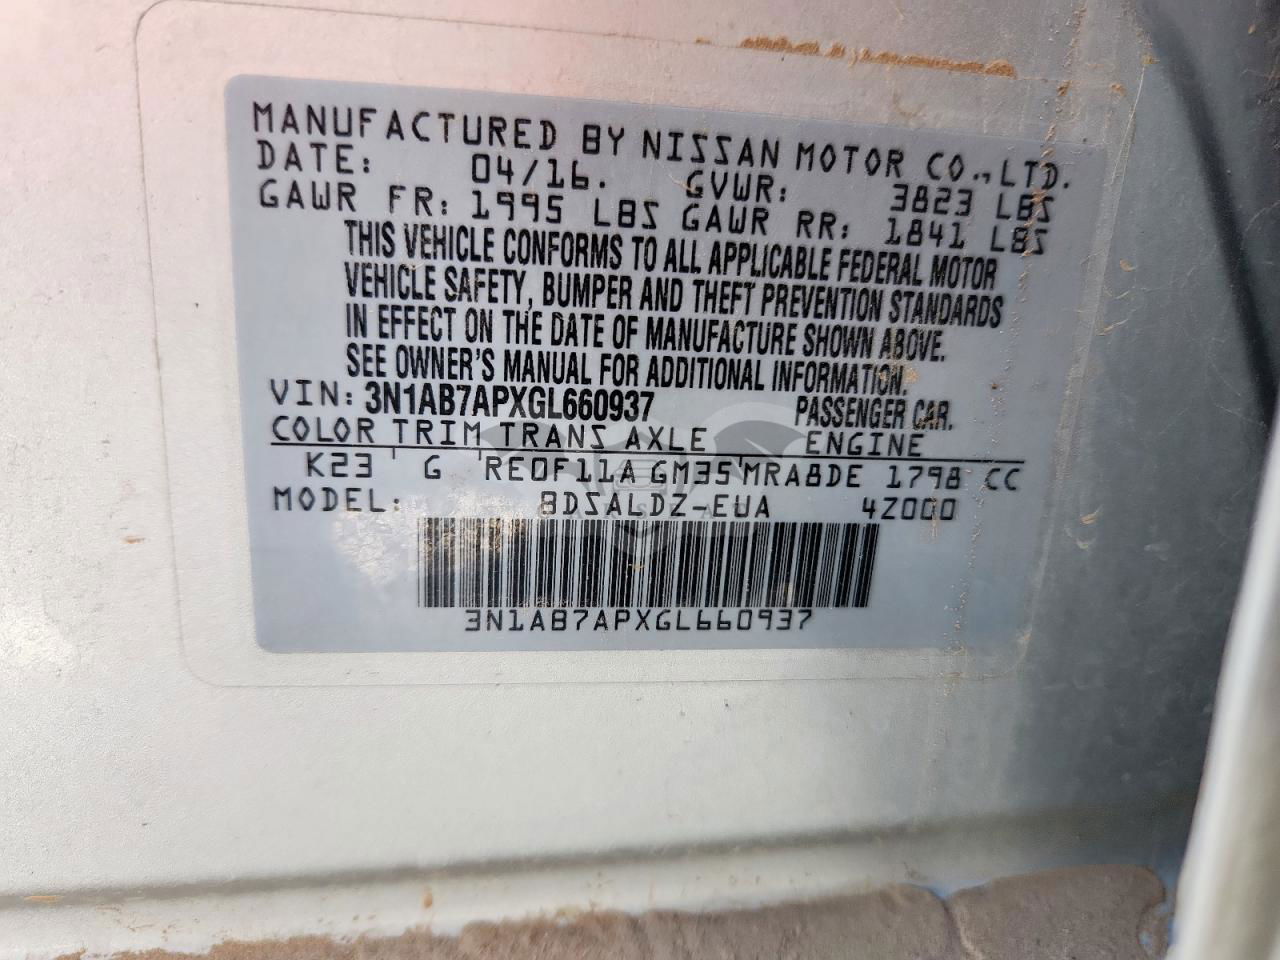 MANUFACTURED BY NISSAN MOTOR CO.,LTD.
DATE: 04/16. GVWR: 3823 LBS
GAWR FR: 1995 LBS GAWR RR: 1841 LBS
THIS VEHICLE CONFORMS TO ALL APPLICABLE FEDERAL MOTOR
VEHICLE SAFETY, BUMPER AND THEFT PREVENTION STANDARDS
IN EFFECT ON THE DATE OF MANUFACTURE SHOWN ABOVE.
SEE OWNER'S MANUAL FOR ADDITIONAL INFORMATION.
VIN: 3N1AB7APXGL660937 PASSENGER CAR.
COLOR TRIM TRANS AXLE ENGINE
K23 G RE0F11A GM35 MRA8DE 1798 CC
MODEL: BDSALDZ-EUA 4Z000
3N1AB7APXGL660937